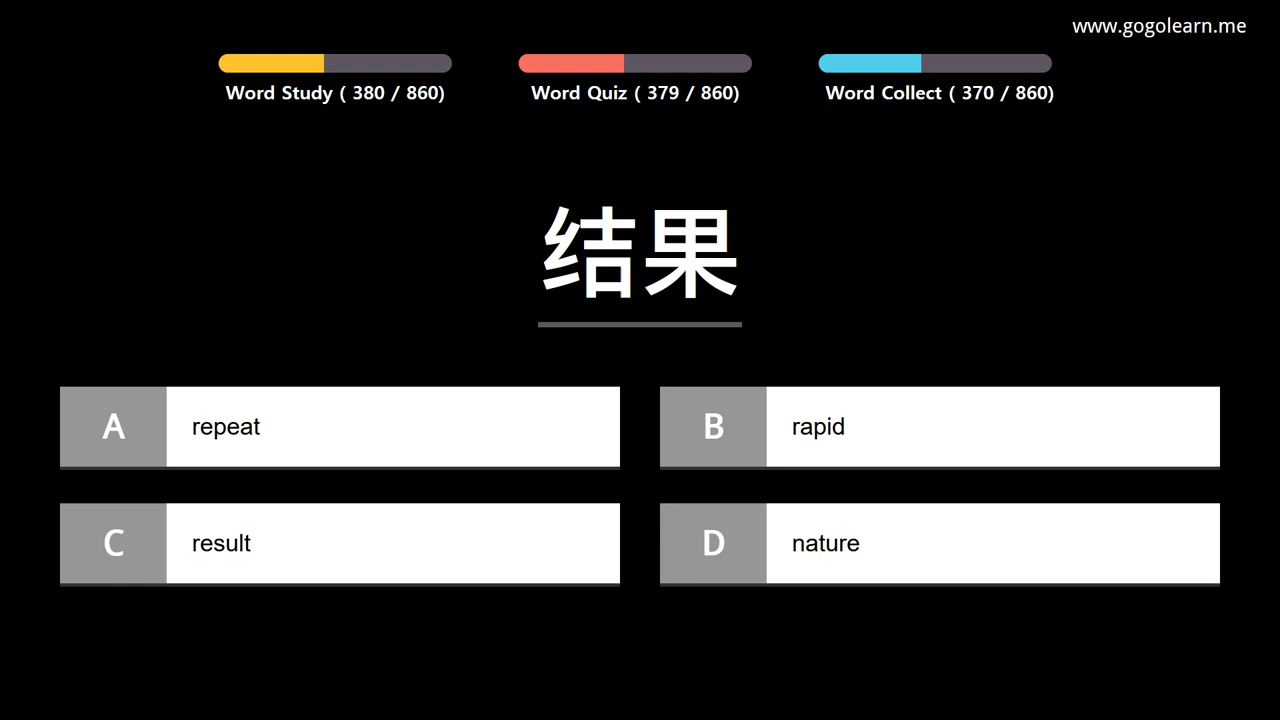 www.gogolearn.me
Word Study ( 380 / 860)
Word Quiz ( 379 / 860)
Word Collect ( 370 / 860)
结果
A
repeat
B
rapid
C
result
D
nature